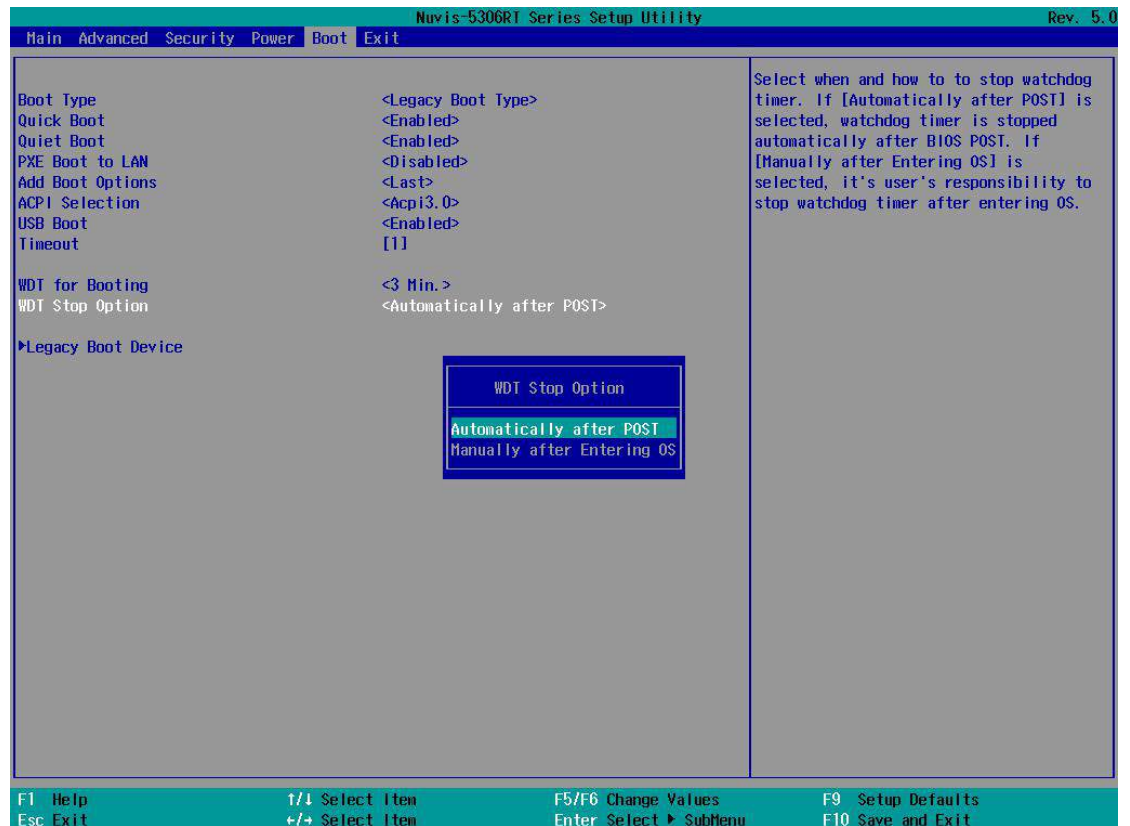 Nuvis-5306RT Series Setup Utility Rev. 5.0
Main Advanced Security Power Boot Exit
Boot Type <Legacy Boot Type>
Quick Boot <Enabled>
Quiet Boot <Enabled>
PXE Boot to LAN <Disabled>
Add Boot Options <Last>
ACPI Selection <Acpi3.0>
USB Boot <Enabled>
Timeout [1]
WDT for Booting <3 Min.>
WDT Stop Option <Automatically after POST>
▶Legacy Boot Device
WDT Stop Option
Automatically after POST
Manually after Entering OS
Select when and how to to stop watchdog
timer. If [Automatically after POST] is
selected, watchdog timer is stopped
automatically after BIOS POST. If
[Manually after Entering OS] is
selected, it's user's responsibility to
stop watchdog timer after entering OS.
F1 Help ↑/↓ Select Item F5/F6 Change Values F9 Setup Defaults
Esc Exit ←/→ Select Item Enter Select ▶ SubMenu F10 Save and Exit